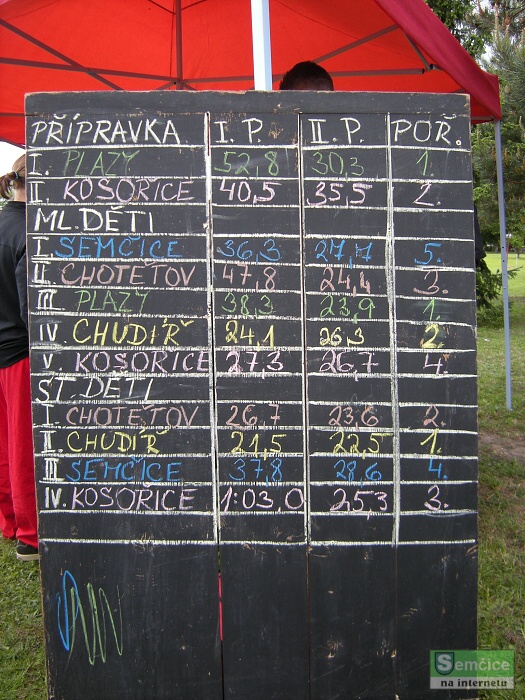 PŘÍPRAVKA I. P. II. P. POŘ.
I. PLAZY 52,8 30,3 1.
II. KOSOŘICE 40,5 35,5 2.
ML. DĚTI
I. SEMČICE 36,3 27,7 5.
II. CHOTĚTOV 47,8 24,4 3.
III. PLAZY 38,3 23,9 1.
IV CHUDÍŘ 24,1 26,3 2.
V KOSOŘICE 27,3 26,7 4.
ST. DĚTI
I. CHOTĚTOV 26,7 23,6 2.
II. CHUDÍŘ 21,5 22,5 1.
III SEMČICE 37,8 28,6 4.
IV. KOSOŘICE 1:03,0 25,3 3.
Semčice
na internetu